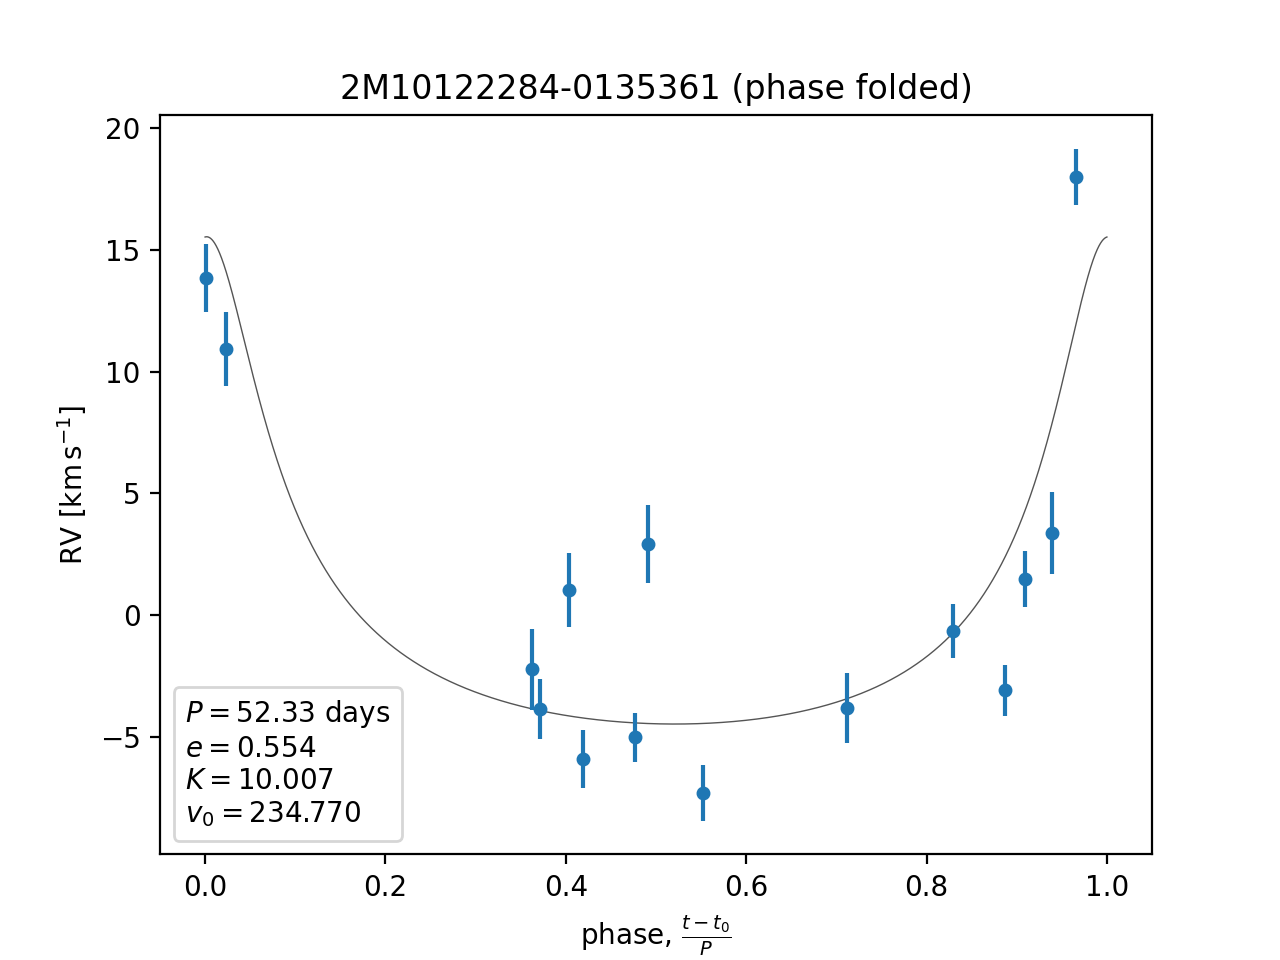 2M10122284-0135361 (phase folded)
RV [km s⁻¹]
20
15
10
5
0
−5
P = 52.33 days
e = 0.554
K = 10.007
v₀ = 234.770
0.0 0.2 0.4 0.6 0.8 1.0
phase, (t − t₀)/P